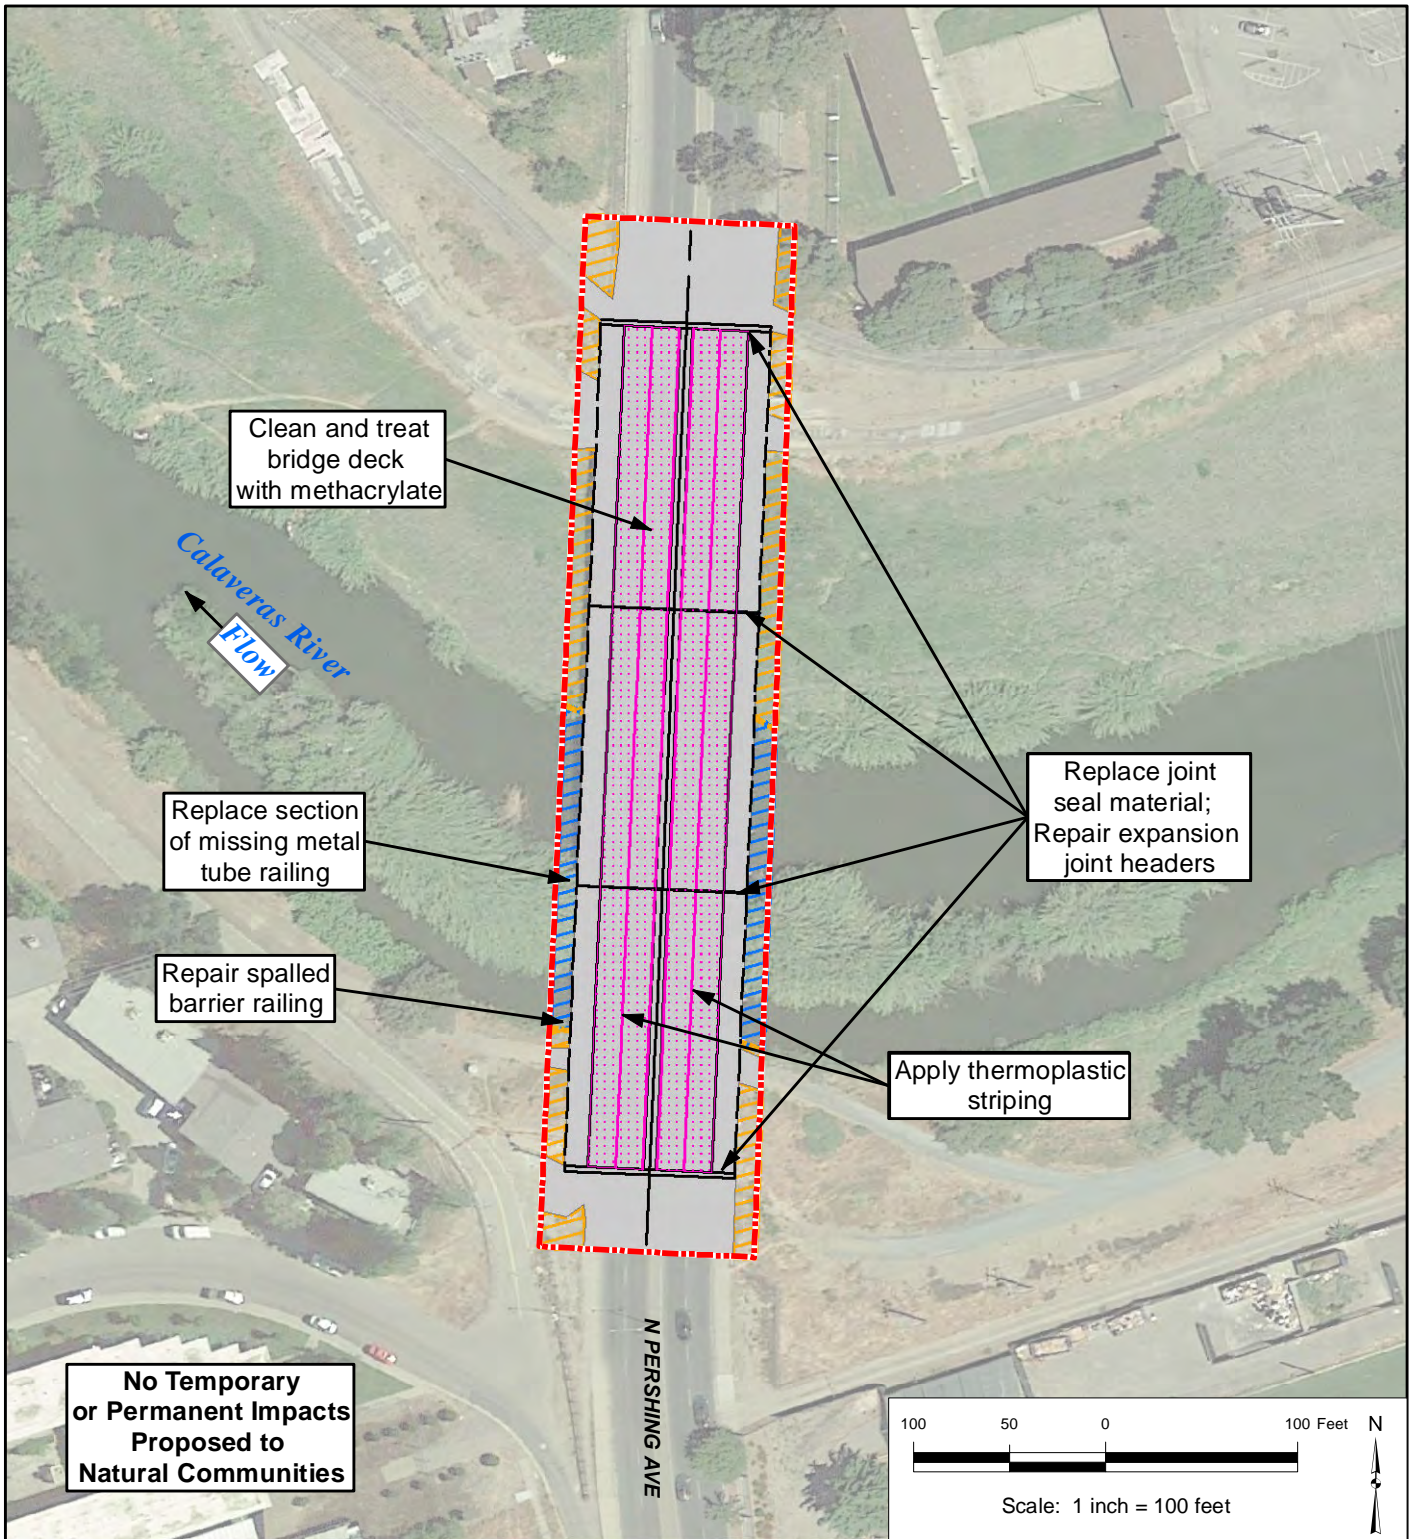 Clean and treat
bridge deck
with methacrylate
Calaveras River
Flow
Replace section
of missing metal
tube railing
Replace joint
seal material;
Repair expansion
joint headers
Repair spalled
barrier railing
Apply thermoplastic
striping
N PERSHING AVE
No Temporary
or Permanent Impacts
Proposed to
Natural Communities
100 50 0 100 Feet N
Scale: 1 inch = 100 feet